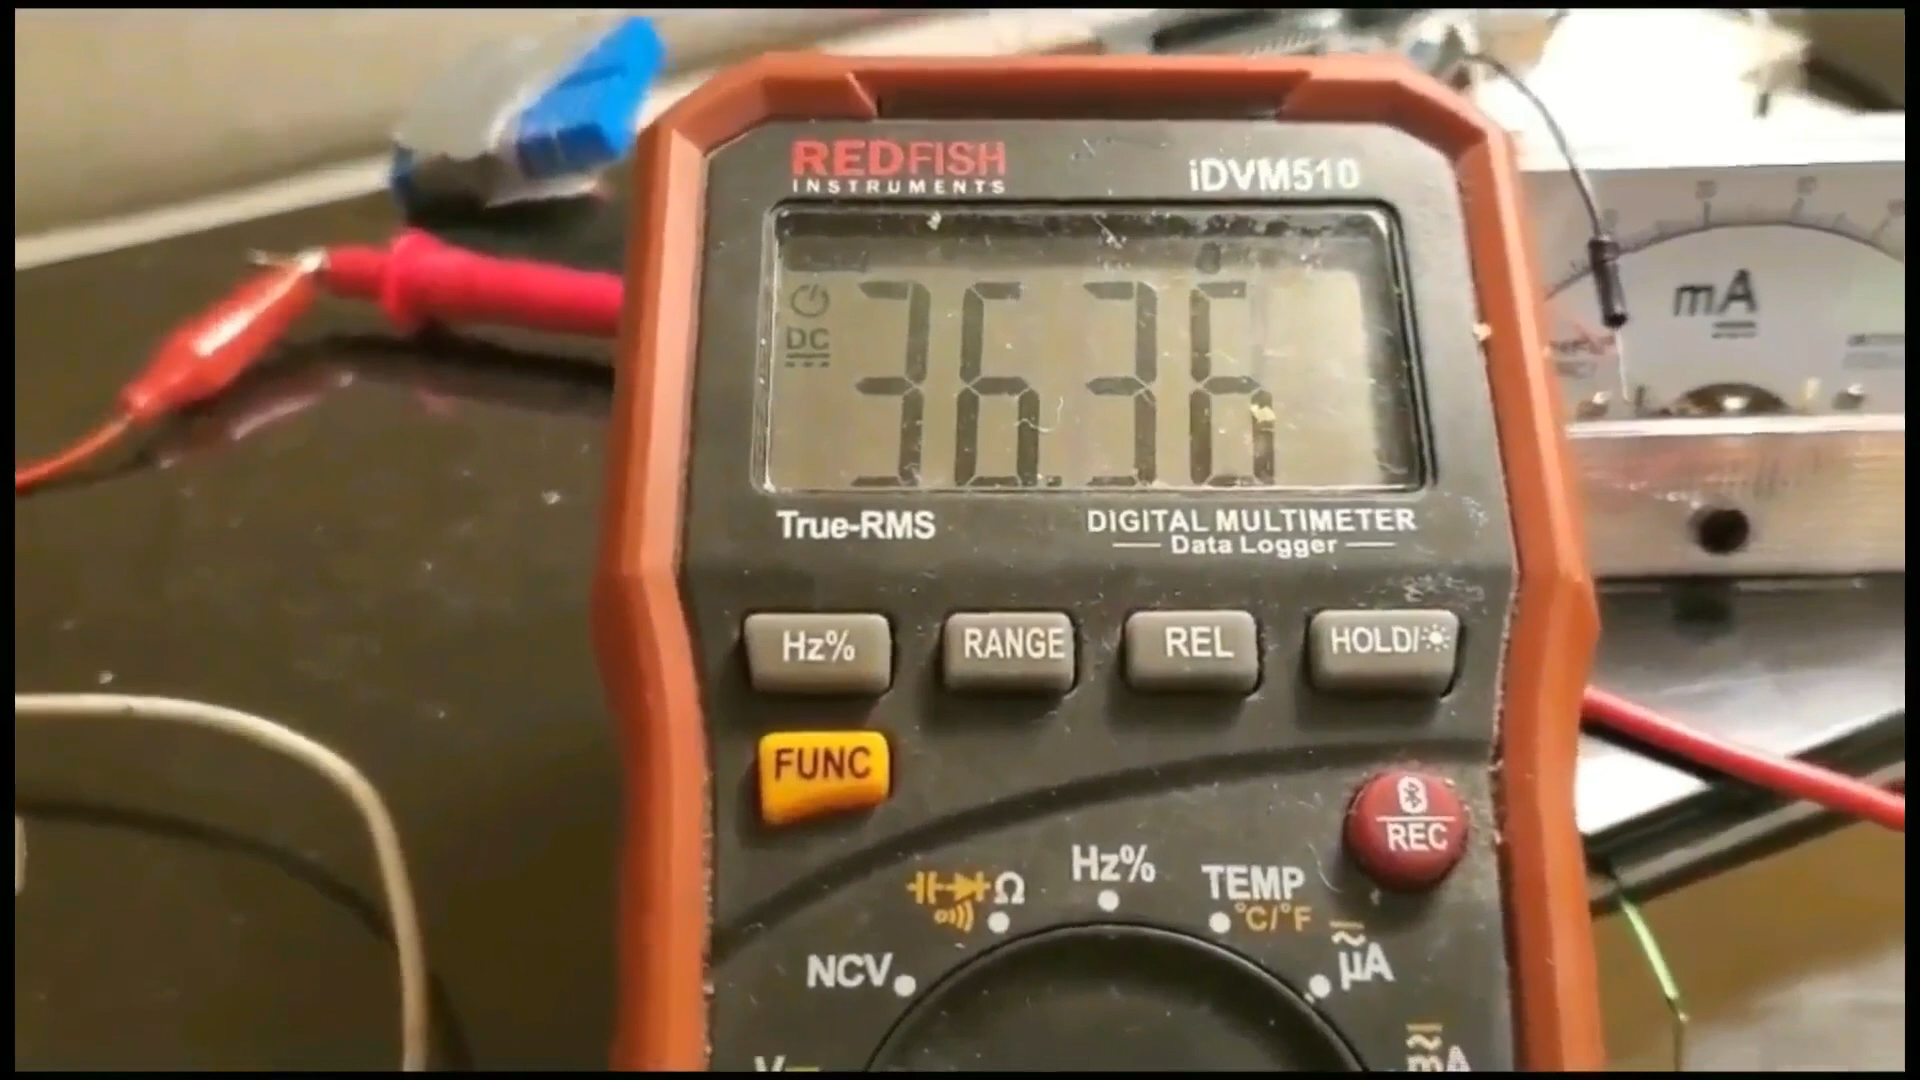 REDFISH
INSTRUMENTS
iDVM510
DC
36.36
True-RMS
DIGITAL MULTIMETER
Data Logger
mA
Hz%
RANGE
REL
HOLD/
FUNC
REC
Hz%
Ω
TEMP
°C/°F
NCV
µA
V
mA